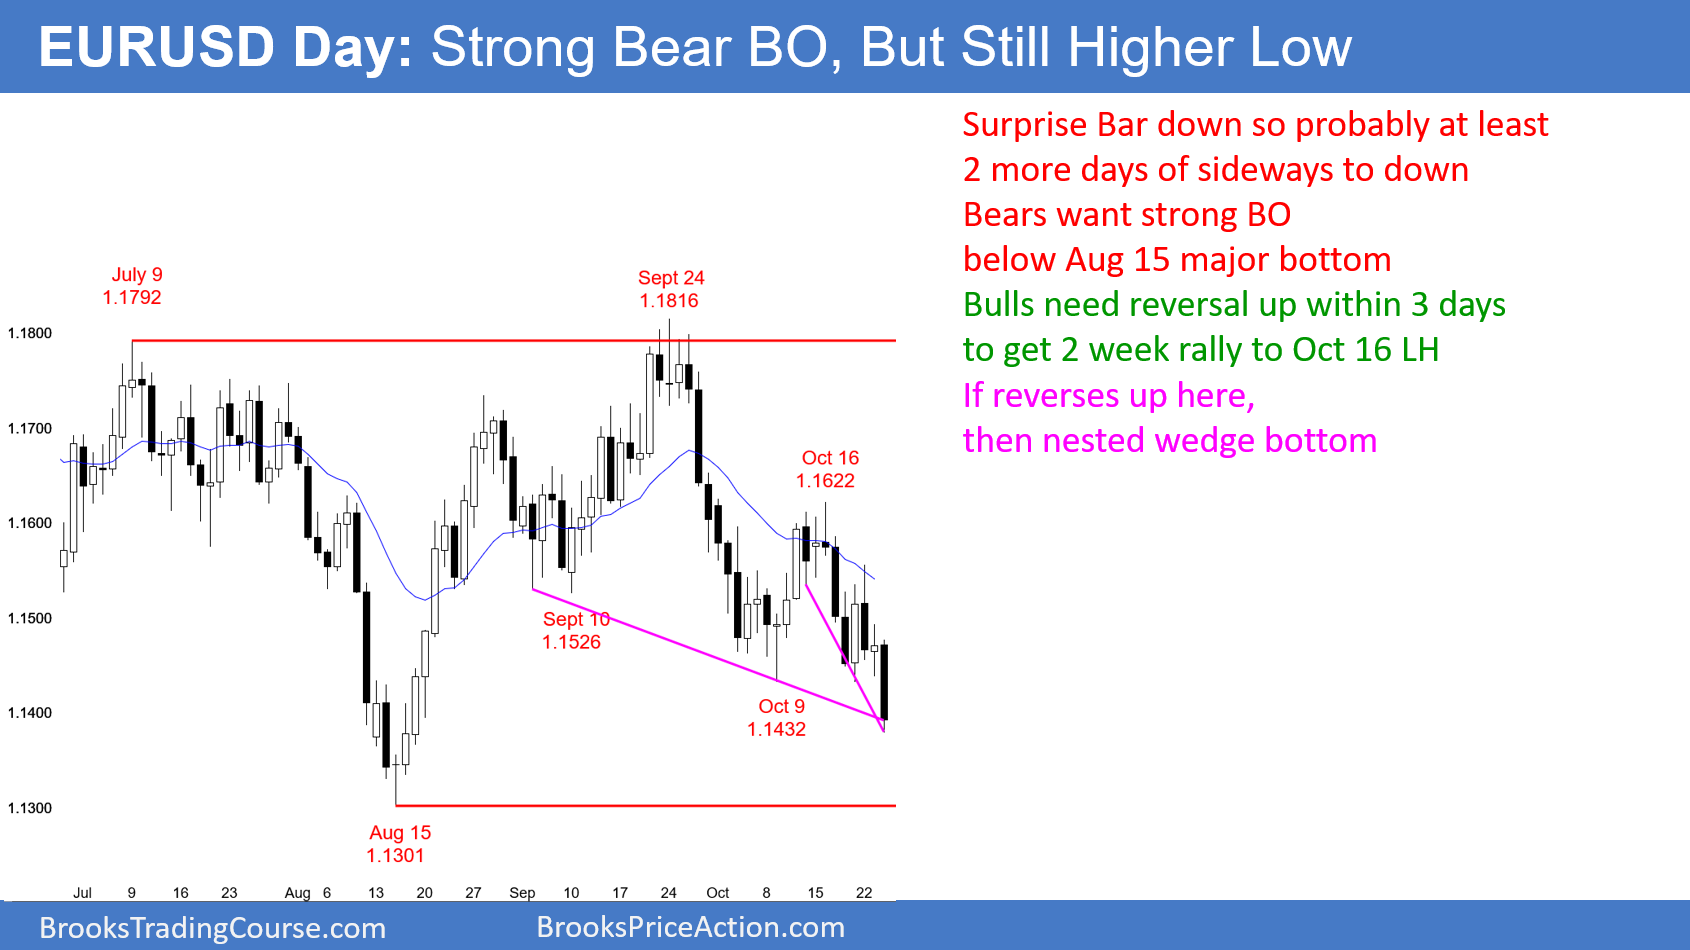 EURUSD Day: Strong Bear BO, But Still Higher Low
Surprise Bar down so probably at least
2 more days of sideways to down
Bears want strong BO
below Aug 15 major bottom
Bulls need reversal up within 3 days
to get 2 week rally to Oct 16 LH
If reverses up here,
then nested wedge bottom
July 9
1.1792
Sept 24
1.1816
Oct 16
1.1622
Sept 10
1.1526
Oct 9
1.1432
Aug 15
1.1301
1.1800
1.1700
1.1600
1.1500
1.1400
1.1300
Jul 9 16 23 Aug 6 13 20 27 Sep 10 17 24 Oct 8 15 22
BrooksTradingCourse.com BrooksPriceAction.com